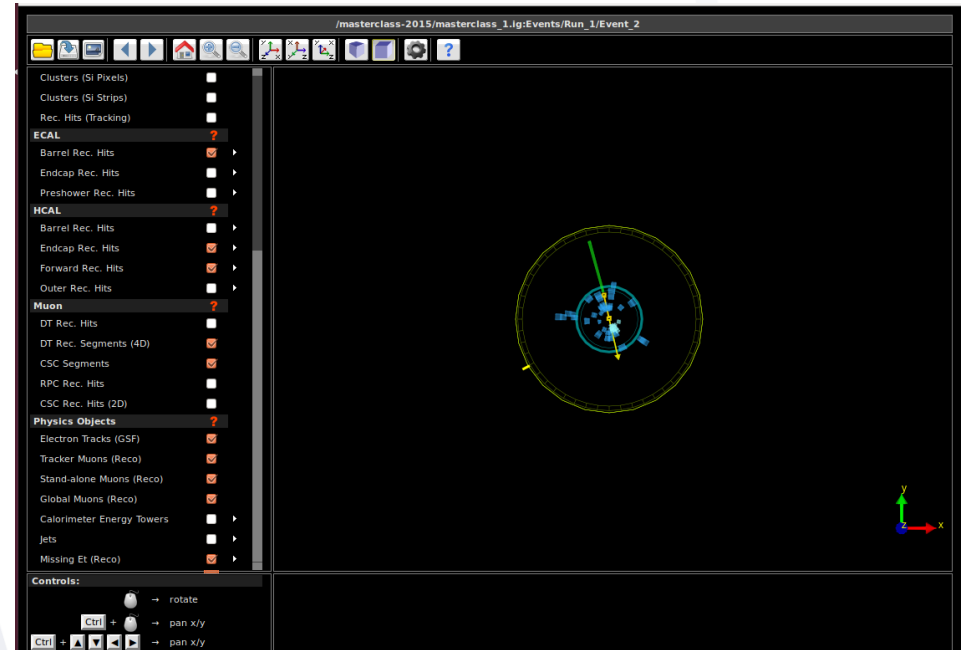 /masterclass-2015/masterclass_1.ig:Events/Run_1/Event_2
Clusters (Si Pixels)
Clusters (Si Strips)
Rec. Hits (Tracking)
ECAL ?
Barrel Rec. Hits
Endcap Rec. Hits
Preshower Rec. Hits
HCAL ?
Barrel Rec. Hits
Endcap Rec. Hits
Forward Rec. Hits
Outer Rec. Hits
Muon ?
DT Rec. Hits
DT Rec. Segments (4D)
CSC Segments
RPC Rec. Hits
CSC Rec. Hits (2D)
Physics Objects ?
Electron Tracks (GSF)
Tracker Muons (Reco)
Stand-alone Muons (Reco)
Global Muons (Reco)
Calorimeter Energy Towers
Jets
Missing Et (Reco)
y
z x
Controls:
→ rotate
Ctrl + → pan x/y
Ctrl + ▲ ▼ ◄ ► → pan x/y